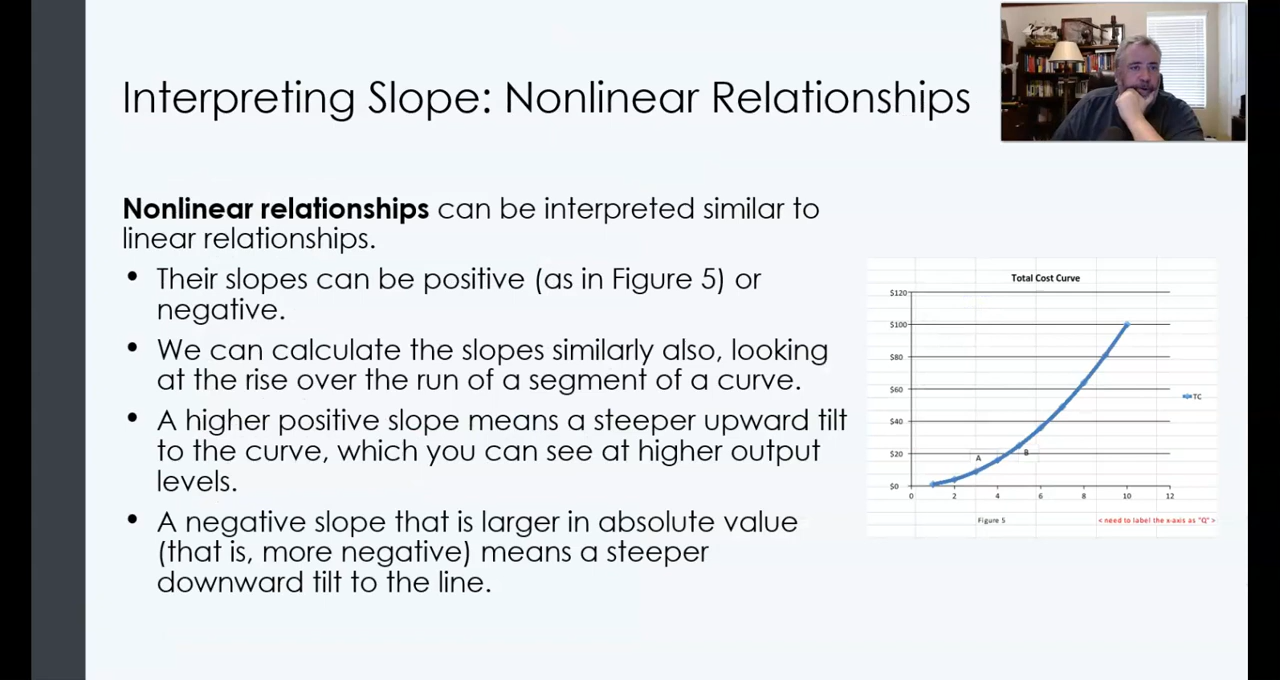 Interpreting Slope: Nonlinear Relationships
Nonlinear relationships can be interpreted similar to
linear relationships.
• Their slopes can be positive (as in Figure 5) or
negative.
• We can calculate the slopes similarly also, looking
at the rise over the run of a segment of a curve.
• A higher positive slope means a steeper upward tilt
to the curve, which you can see at higher output
levels.
• A negative slope that is larger in absolute value
(that is, more negative) means a steeper
downward tilt to the line.
Total Cost Curve
$120
$100
$80
$60
$40
$20
$0
A
B
TC
0 2 4 6 8 10 12
Figure 5
< need to label the x-axis as "Q" >